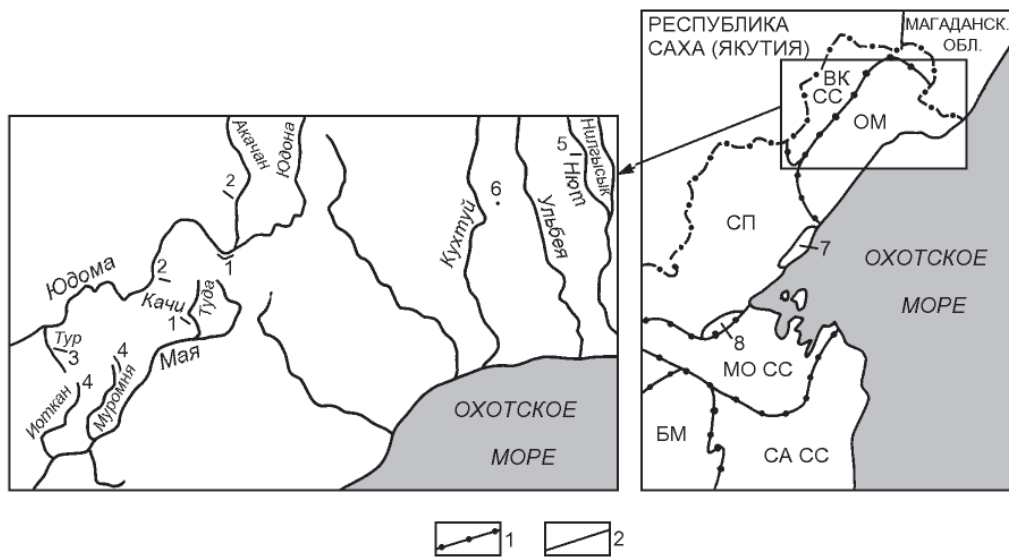 РЕСПУБЛИКА
САХА (ЯКУТИЯ)
МАГАДАНСК.
ОБЛ.
ВК
СС
ОМ
СП
7
ОХОТСКОЕ
МОРЕ
8
МО СС
БМ
СА СС
Акачан
Юдона
2
1
Юдома
2
Качи
Туда
1
Тур
3
4
4
Иоткан
Муромня
Мая
Кухтуй
6
Ульбея
5
Нют
Нилгысык
ОХОТСКОЕ
МОРЕ
1
2